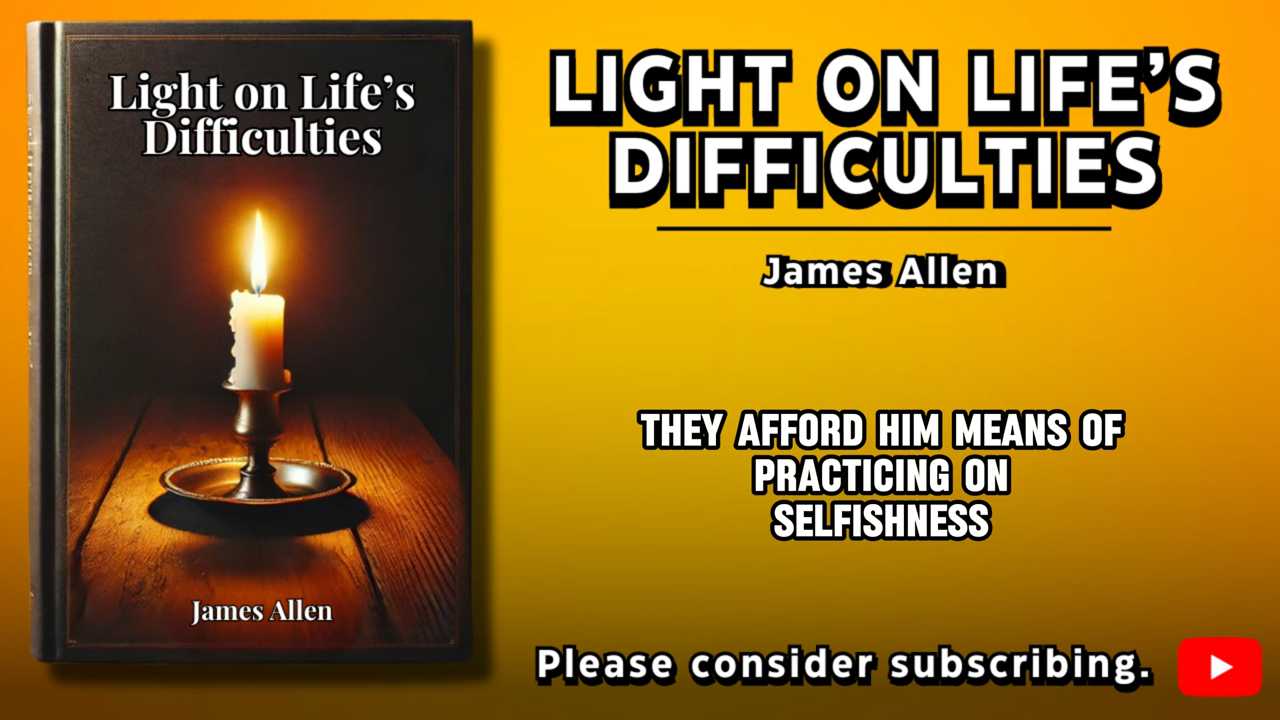 Light on Life's
Difficulties
James Allen
LIGHT ON LIFE'S
DIFFICULTIES
James Allen
THEY AFFORD HIM MEANS OF
PRACTICING ON
SELFISHNESS
Please consider subscribing.